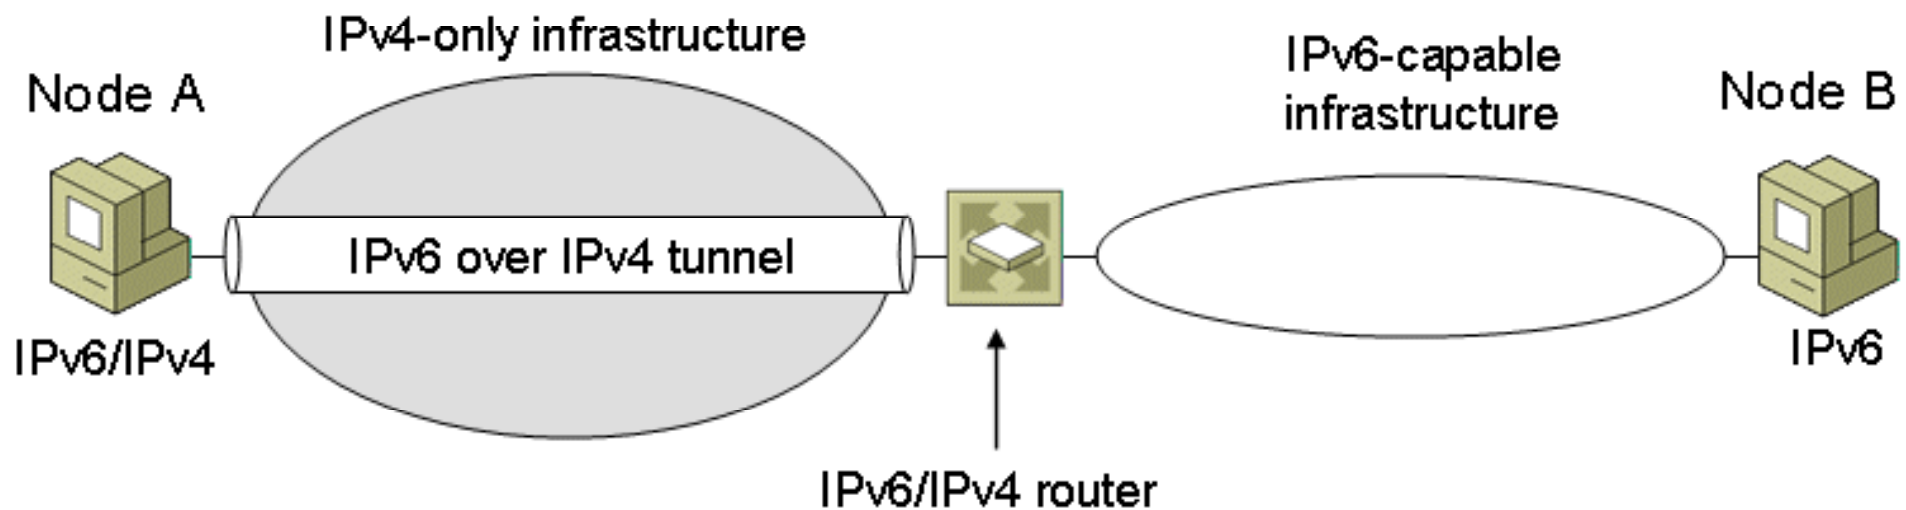 IPv4-only infrastructure
IPv6-capable
infrastructure
Node A
Node B
IPv6 over IPv4 tunnel
IPv6/IPv4
IPv6
IPv6/IPv4 router